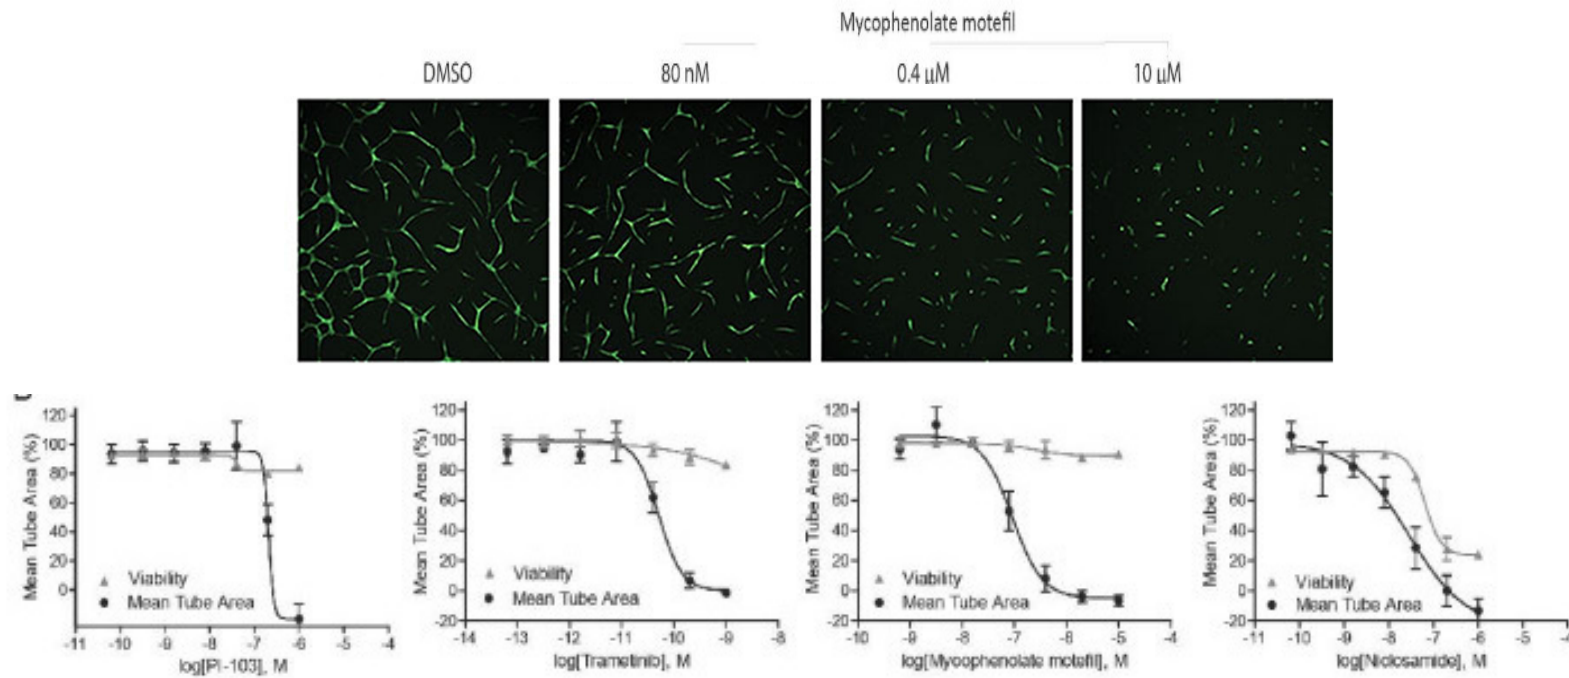 Mycophenolate motefil
DMSO
80 nM
0.4 µM
10 µM
120
100
80
60
40
20
0
Mean Tube Area (%)
Viability
Mean Tube Area
-11
-10
-9
-8
-7
-6
-5
-4
log[PI-103], M
120
100
80
60
40
20
0
-20
Mean Tube Area (%)
Viability
Mean Tube Area
-14
-13
-12
-11
-10
-9
-8
log[Trametinib], M
120
100
80
60
40
20
0
-20
Mean Tube Area (%)
Viability
Mean Tube Area
-10
-9
-8
-7
-6
-5
-4
log[Mycophenolate motefil], M
120
100
80
60
40
20
0
-20
Mean Tube Area (%)
Viability
Mean Tube Area
-11
-10
-9
-8
-7
-6
-5
-4
log[Niclosamide], M